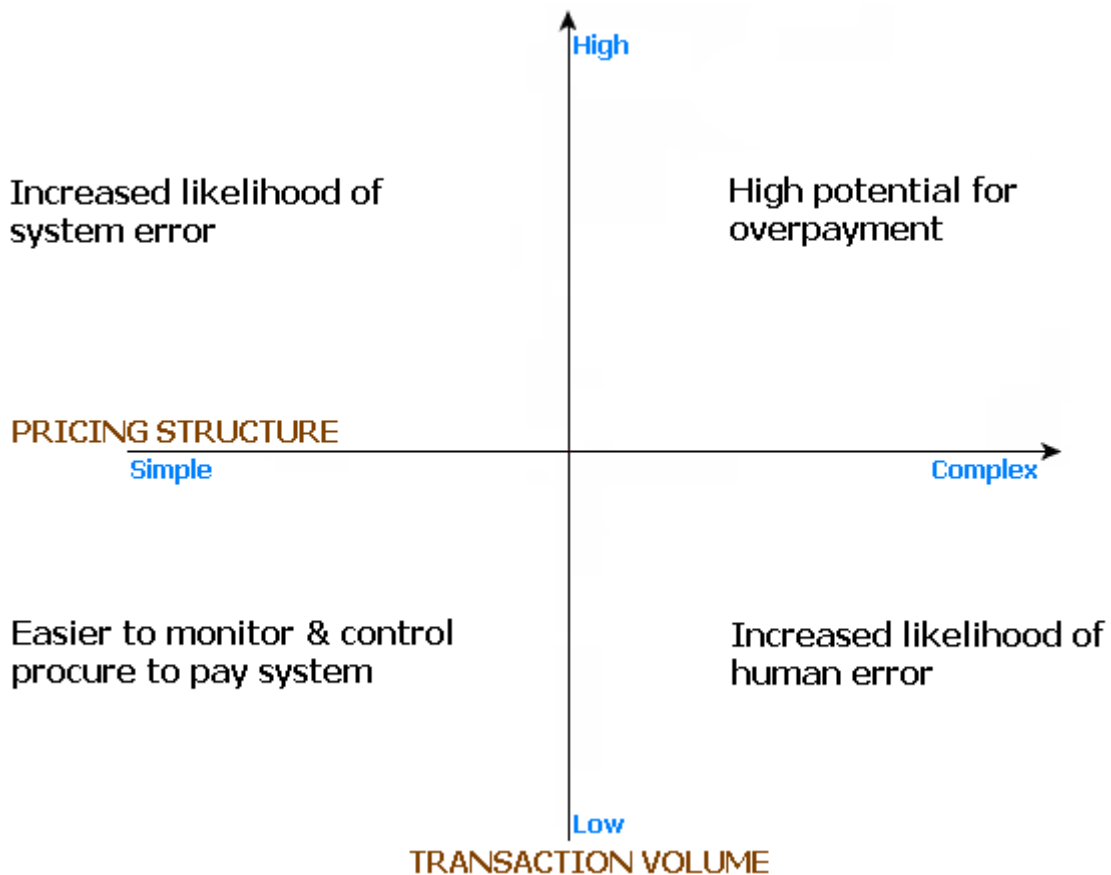 High
Increased likelihood of
system error
High potential for
overpayment
PRICING STRUCTURE
Simple
Complex
Easier to monitor & control
procure to pay system
Increased likelihood of
human error
Low
TRANSACTION VOLUME